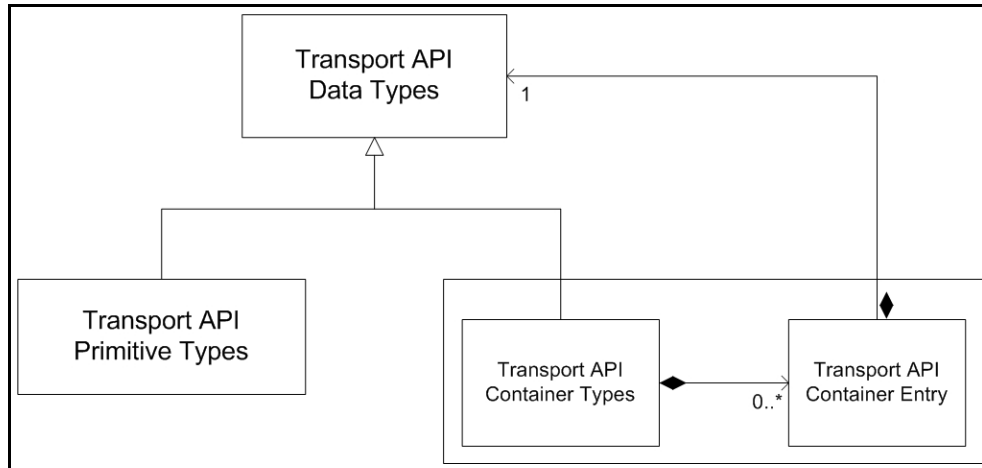 Transport API
Data Types
1
Transport API
Primitive Types
Transport API
Container Types
0..*
Transport API
Container Entry